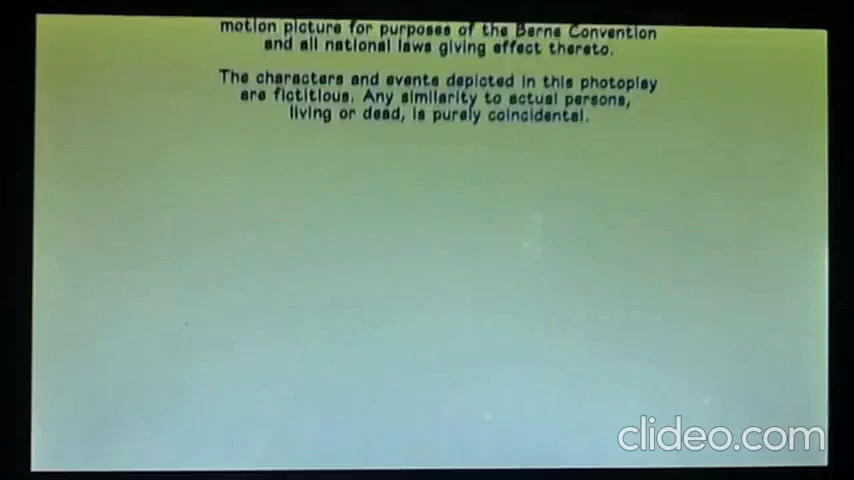 motion picture for purposes of the Berne Convention
and all national laws giving effect thereto.
The characters and events depicted in this photoplay
are fictitious. Any similarity to actual persons,
living or dead, is purely coincidental.
clideo.com